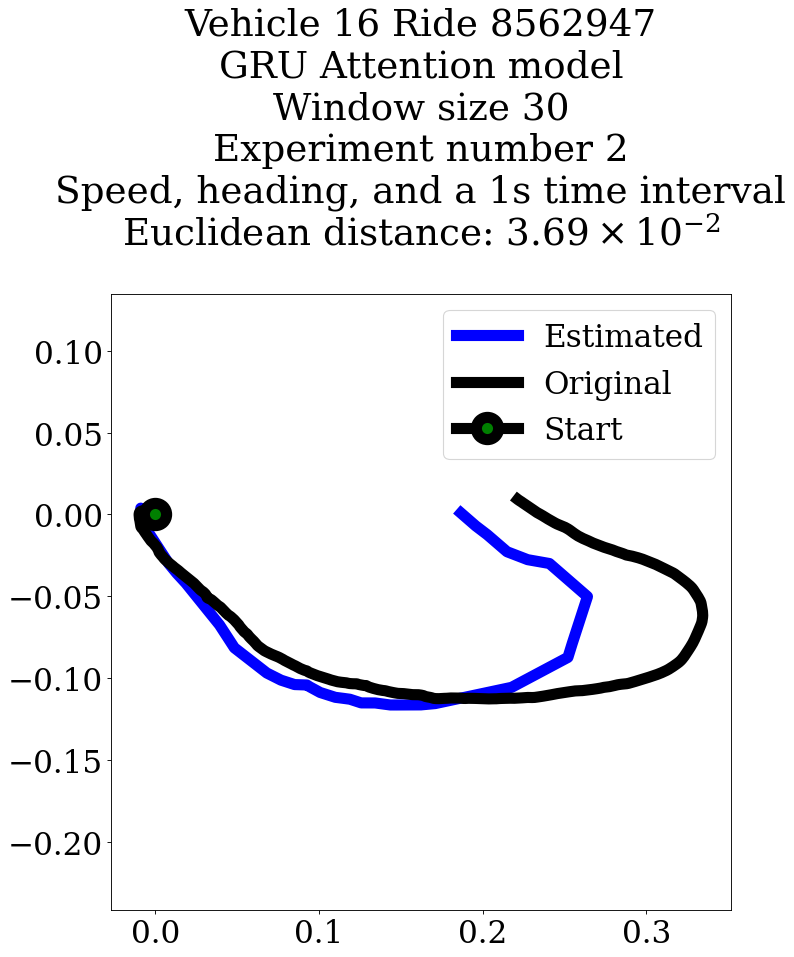 Vehicle 16 Ride 8562947
GRU Attention model
Window size 30
Experiment number 2
Speed, heading, and a 1s time interval
Euclidean distance: 3.69 × 10⁻²
Estimated
Original
Start
0.10
0.05
0.00
−0.05
−0.10
−0.15
−0.20
0.0 0.1 0.2 0.3